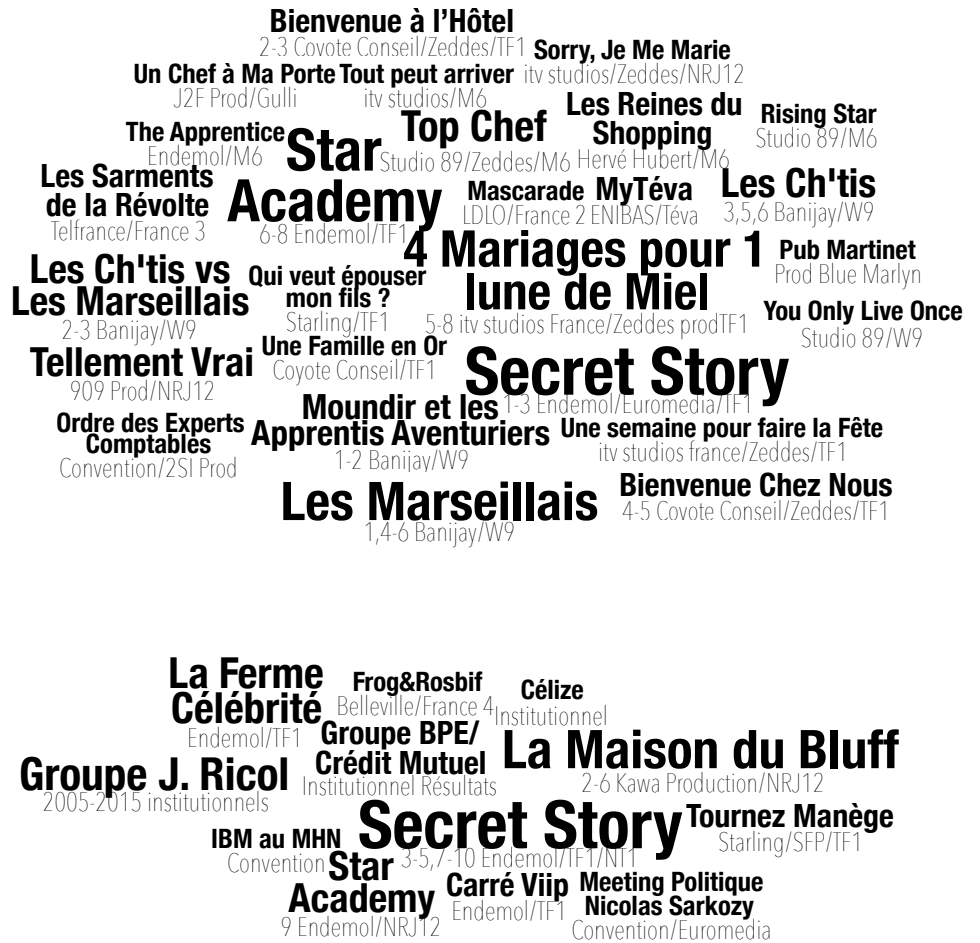 Bienvenue à l'Hôtel
2-3 Coyote Conseil/Zeddes/TF1
Sorry, Je Me Marie
itv studios/Zeddes/NRJ12
Un Chef à Ma Porte
J2F Prod/Gulli
Tout peut arriver
itv studios/M6
Les Reines du
Shopping
Hervé Hubert/M6
Rising Star
Studio 89/M6
The Apprentice
Endemol/M6
Star
Academy
6-8 Endemol/TF1
Top Chef
Studio 89/Zeddes/M6
Les Sarments
de la Révolte
Telfrance/France 3
Mascarade
LDLO/France 2
MyTéva
ENIBAS/Téva
Les Ch'tis
3,5,6 Banijay/W9
4 Mariages pour 1
lune de Miel
5-8 itv studios France/Zeddes prodTF1
Pub Martinet
Prod Blue Marlyn
Les Ch'tis vs
Les Marseillais
2-3 Banijay/W9
Qui veut épouser
mon fils ?
Starling/TF1
You Only Live Once
Studio 89/W9
Tellement Vrai
909 Prod/NRJ12
Une Famille en Or
Coyote Conseil/TF1
Secret Story
1-3 Endemol/Euromedia/TF1
Ordre des Experts
Comptables
Convention/2SI Prod
Moundir et les
Apprentis Aventuriers
1-2 Banijay/W9
Une semaine pour faire la Fête
itv studios france/Zeddes/TF1
Les Marseillais
1,4-6 Banijay/W9
Bienvenue Chez Nous
4-5 Coyote Conseil/Zeddes/TF1
La Ferme
Célébrité
Endemol/TF1
Frog&Rosbif
Belleville/France 4
Célize
Institutionnel
Groupe BPE/
Crédit Mutuel
Institutionnel Résultats
La Maison du Bluff
2-6 Kawa Production/NRJ12
Groupe J. Ricol
2005-2015 institutionnels
Secret Story
3-5,7-10 Endemol/TF1/NT1
Tournez Manège
Starling/SFP/TF1
IBM au MHN
Convention
Star
Academy
9 Endemol/NRJ12
Carré Viip
Endemol/TF1
Meeting Politique
Nicolas Sarkozy
Convention/Euromedia